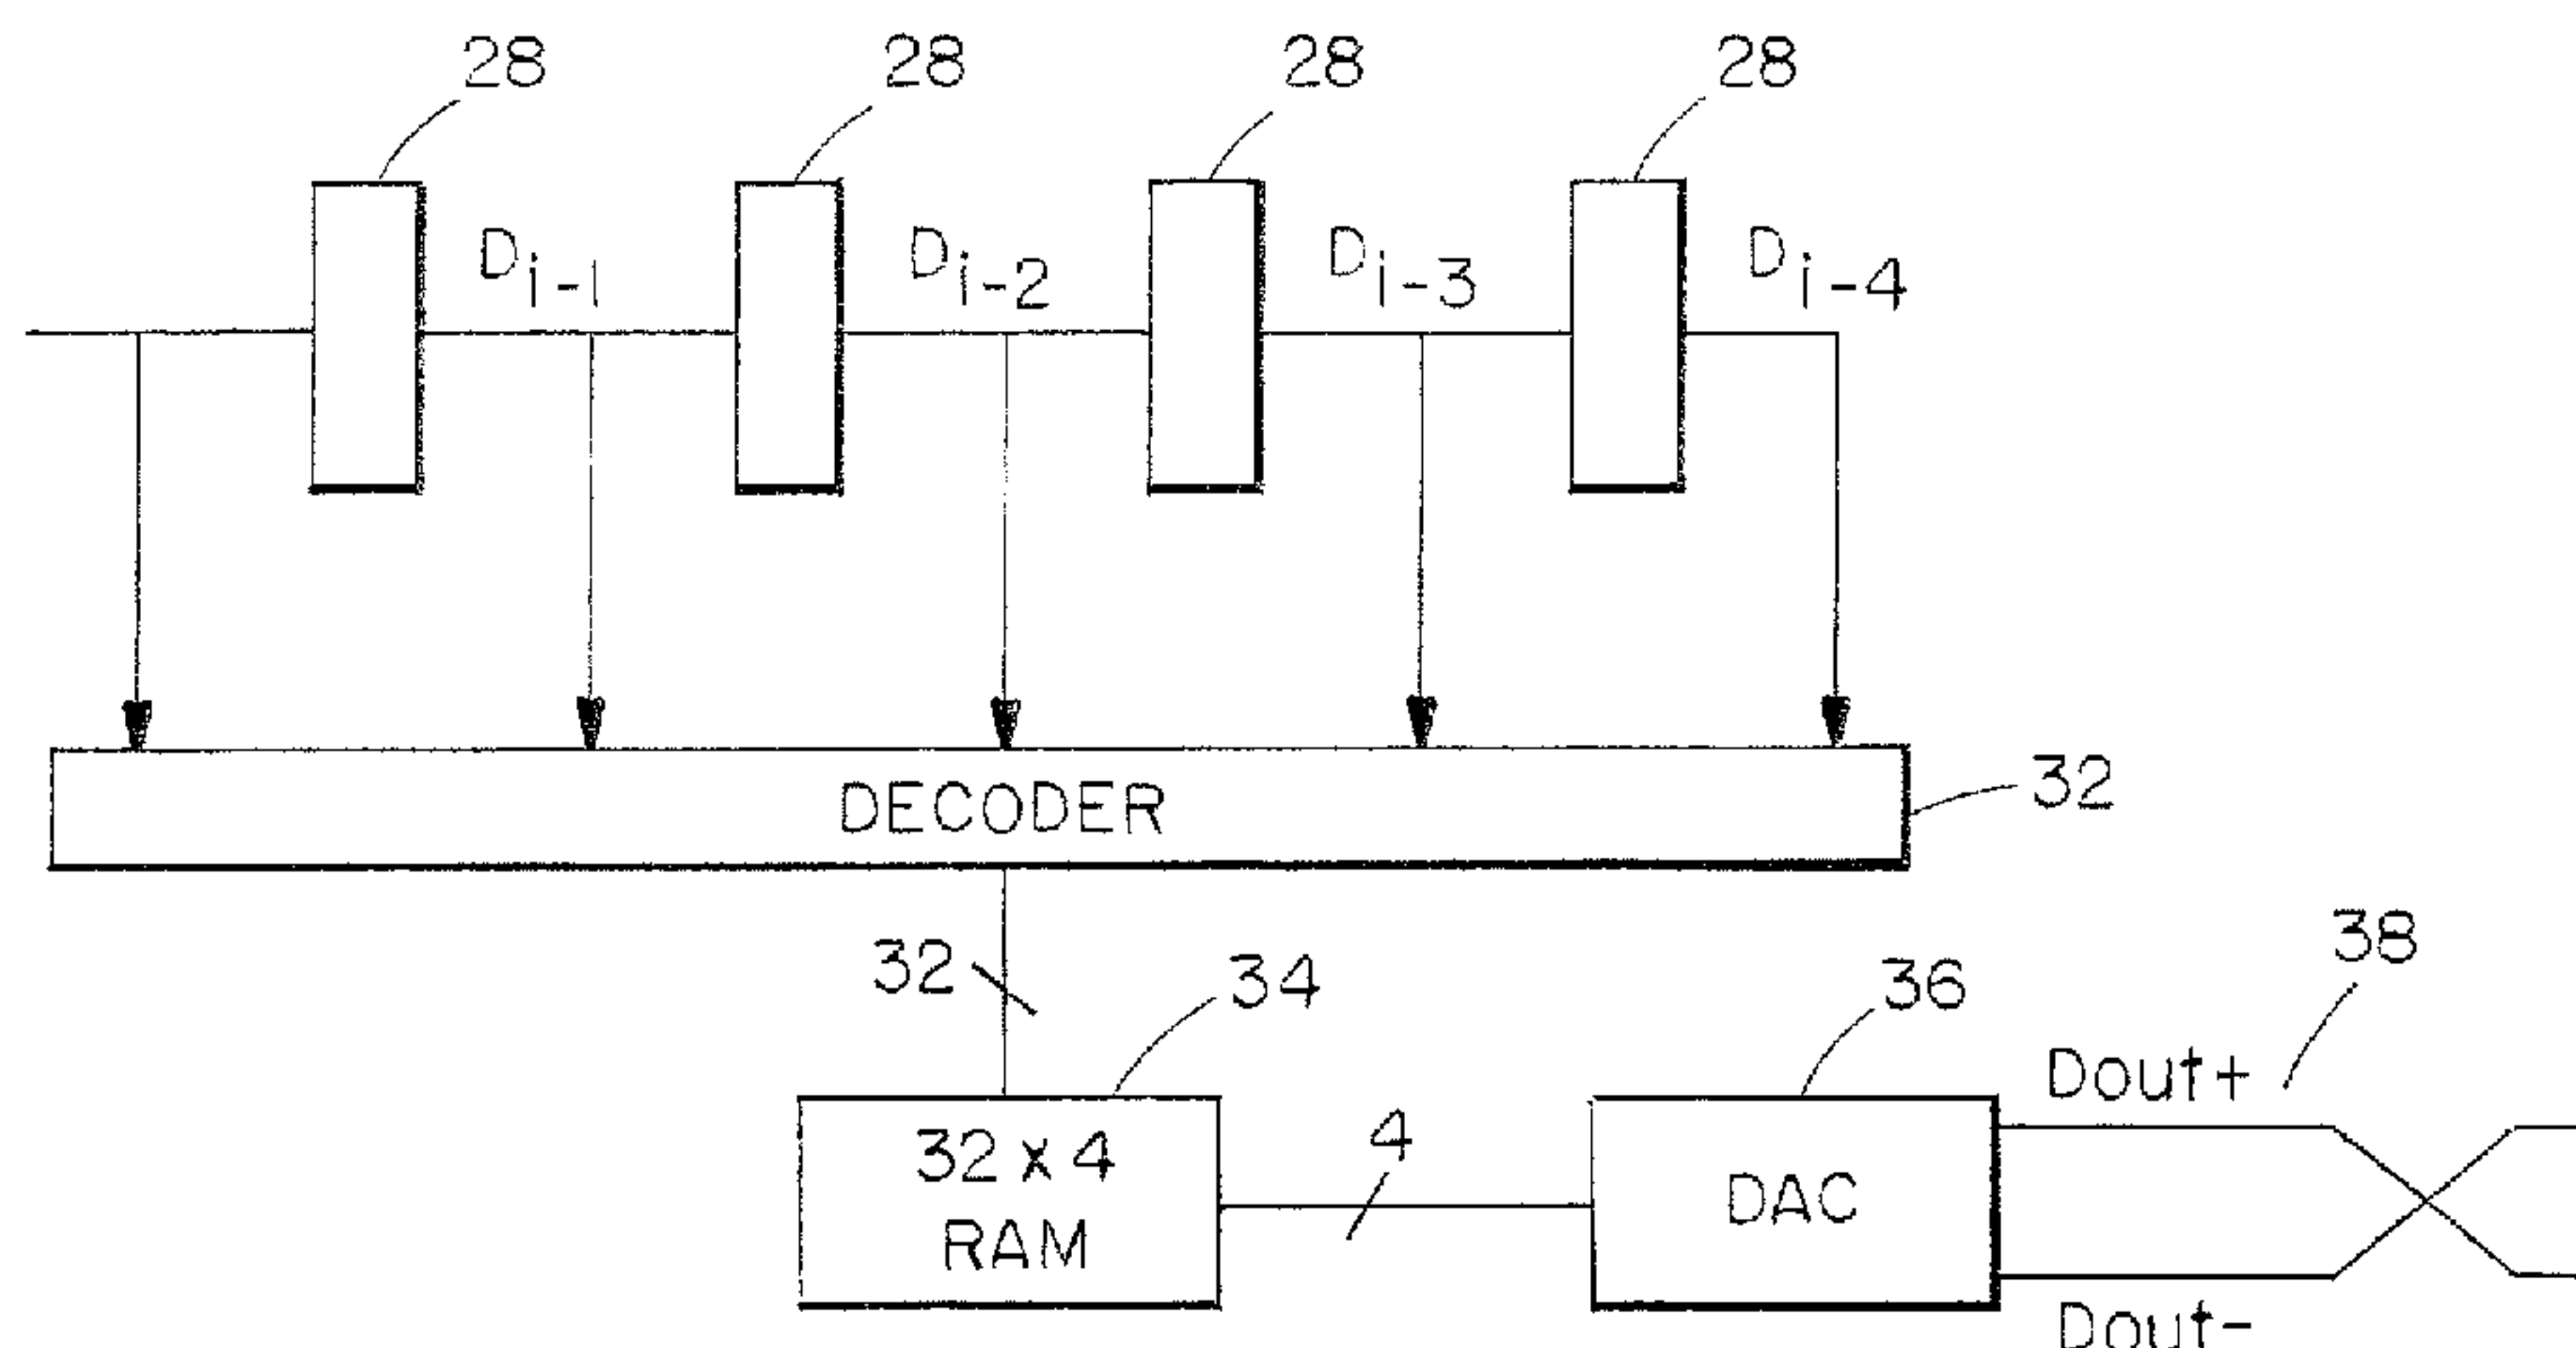 28 28 28 28
Di-1 Di-2 Di-3 Di-4
DECODER
32
32
34
36
38
32 x 4
RAM
4
DAC
Dout+
Dout-